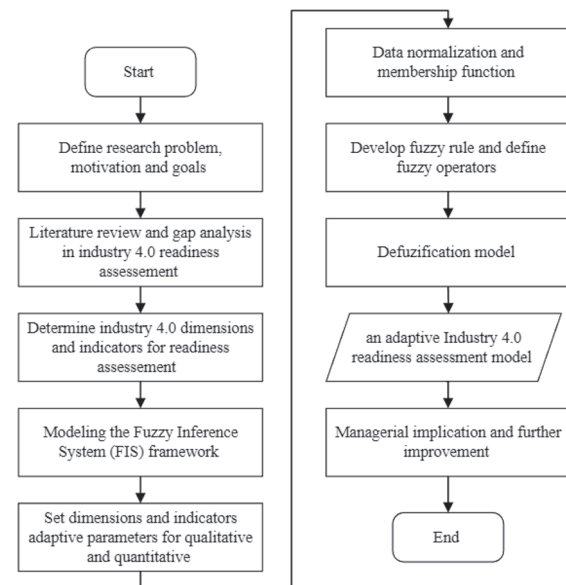 Start
Define research problem,
motivation and goals
Literature review and gap analysis
in industry 4.0 readiness
assessment
Determine industry 4.0 dimensions
and indicators for readiness
assessement
Modeling the Fuzzy Inference
System (FIS) framework
Set dimensions and indicators
adaptive parameters for qualitative
and quantitative
Data normalization and
membership function
Develop fuzzy rule and define
fuzzy operators
Defuzification model
an adaptive Industry 4.0
readiness assessment model
Managerial implication and further
improvement
End